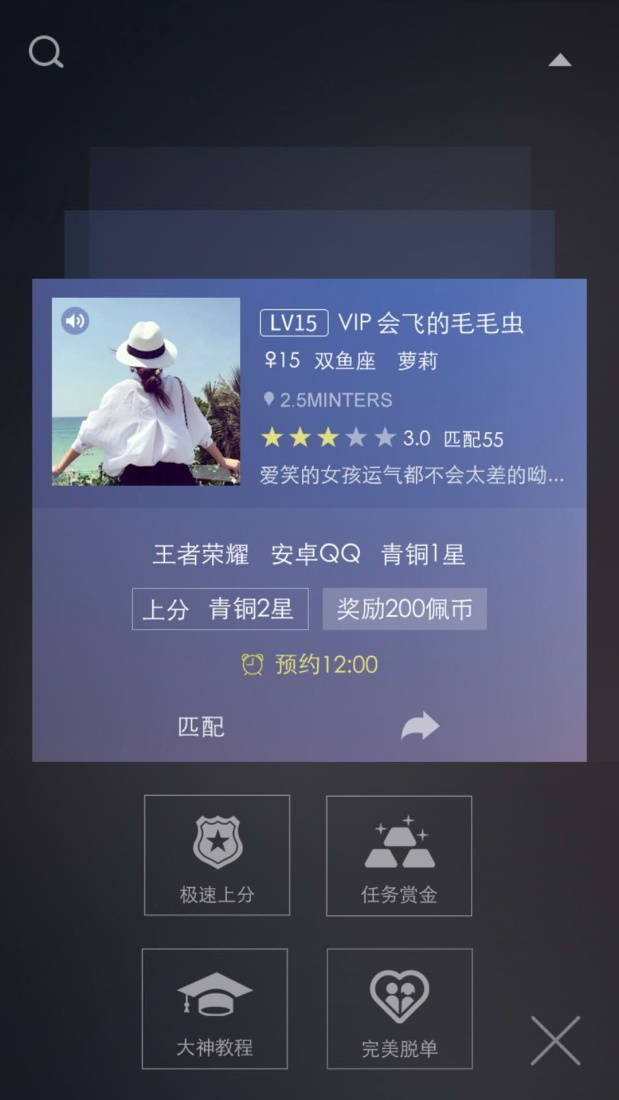 LV15 VIP 会飞的毛毛虫
♀15 双鱼座 萝莉
2.5MINTERS
3.0 匹配55
爱笑的女孩运气都不会太差的呦...
王者荣耀 安卓QQ 青铜1星
上分 青铜2星 奖励200佩币
预约12:00
匹配
极速上分 任务赏金
大神教程 完美脱单